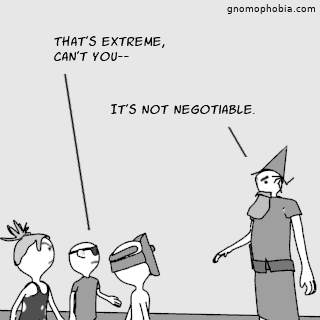 gnomophobia.com
THAT'S EXTREME,
CAN'T YOU--
IT'S NOT NEGOTIABLE.